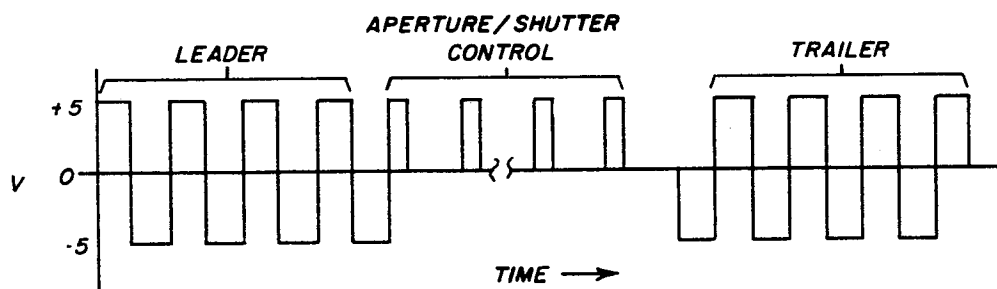 APERTURE/SHUTTER
LEADER CONTROL TRAILER
+5
V 0
-5
TIME